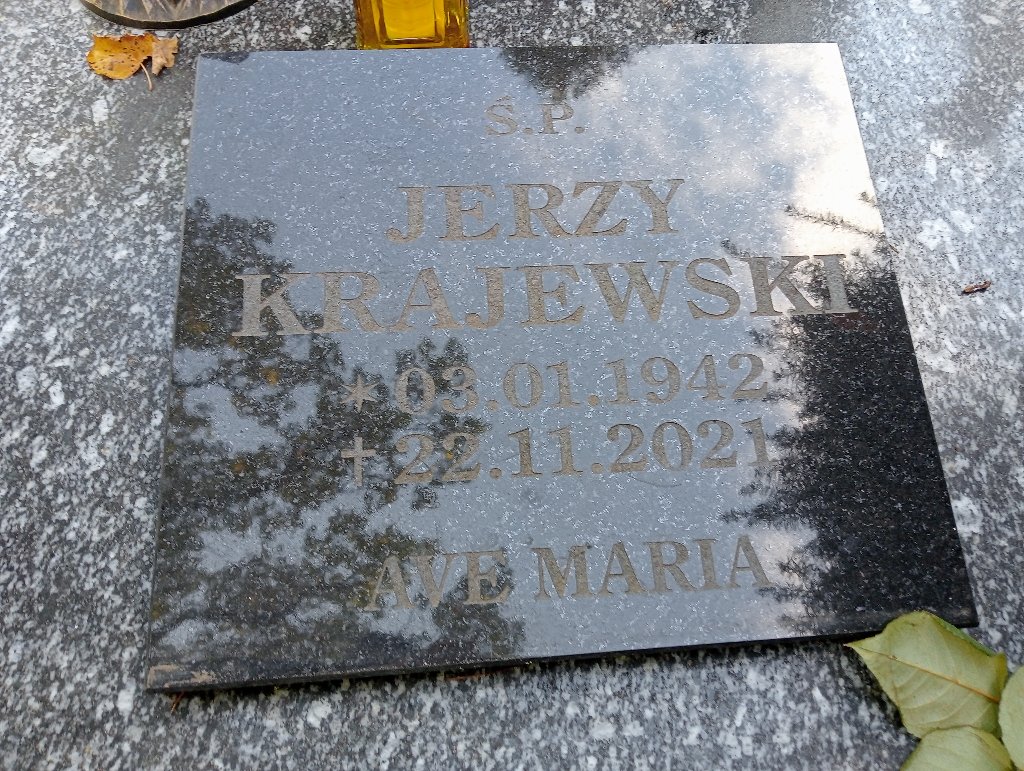 Ś.P.
JERZY
KRAJEWSKI
* 03.01.1942
✝ 22.11.2021
AVE MARIA